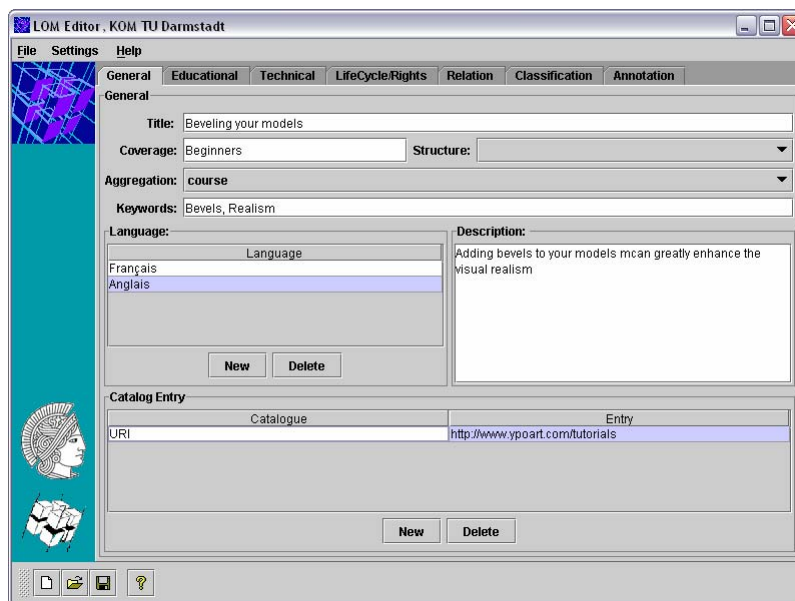 LOM Editor, KOM TU Darmstadt
File Settings Help
General Educational Technical LifeCycle/Rights Relation Classification Annotation
General
Title: Beveling your models
Coverage: Beginners Structure:
Aggregation: course
Keywords: Bevels, Realism
Language:
Language
Français
Anglais
New Delete
Description:
Adding bevels to your models mcan greatly enhance the
visual realism
Catalog Entry
Catalogue Entry
URI http://www.ypoart.com/tutorials
New Delete
?